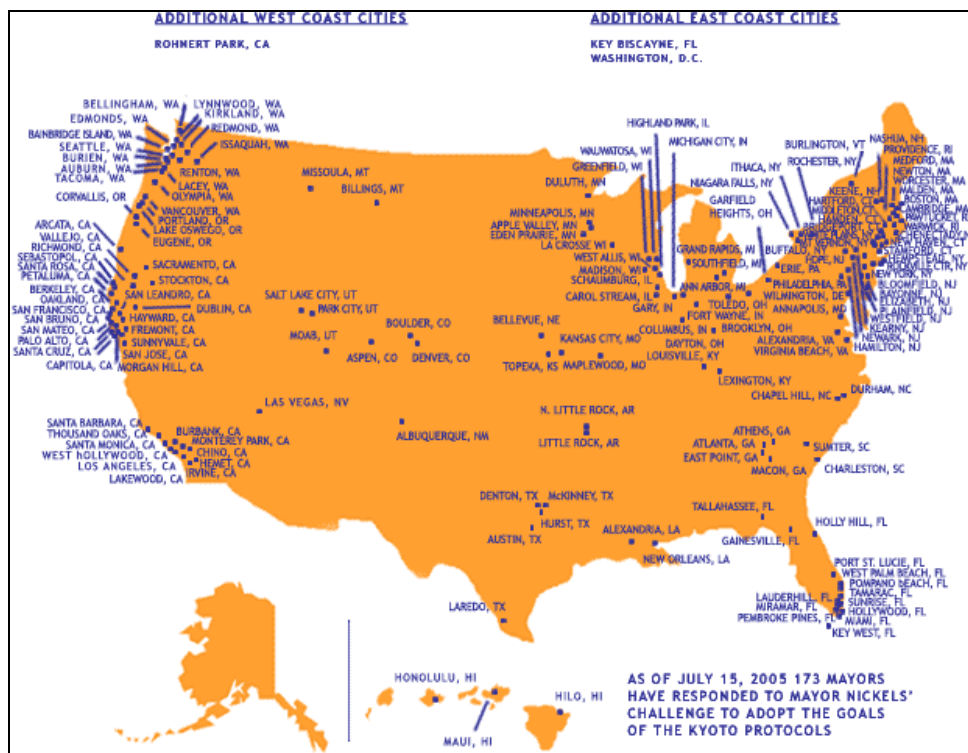 ADDITIONAL WEST COAST CITIES
ROHNERT PARK, CA
ADDITIONAL EAST COAST CITIES
KEY BISCAYNE, FL
WASHINGTON, D.C.
BELLINGHAM, WA
LYNNWOOD, WA
EDMONDS, WA
KIRKLAND, WA
BAINBRIDGE ISLAND, WA
REDMOND, WA
SEATTLE, WA
ISSAQUAH, WA
BURIEN, WA
AUBURN, WA
RENTON, WA
TACOMA, WA
LACEY, WA
OLYMPIA, WA
CORVALLIS, OR
VANCOUVER, WA
PORTLAND, OR
LAKE OSWEGO, OR
EUGENE, OR
ARCATA, CA
VALLEJO, CA
RICHMOND, CA
SEBASTOPOL, CA
SANTA ROSA, CA
PETALUMA, CA
SACRAMENTO, CA
STOCKTON, CA
BERKELEY, CA
OAKLAND, CA
SAN LEANDRO, CA
SAN FRANCISCO, CA
DUBLIN, CA
SAN BRUNO, CA
HAYWARD, CA
SAN MATEO, CA
FREMONT, CA
PALO ALTO, CA
SUNNYVALE, CA
SANTA CRUZ, CA
SAN JOSE, CA
CAPITOLA, CA
MORGAN HILL, CA
SANTA BARBARA, CA
THOUSAND OAKS, CA
BURBANK, CA
SANTA MONICA, CA
MONTEREY PARK, CA
WEST HOLLYWOOD, CA
CHINO, CA
LOS ANGELES, CA
HEMET, CA
LAKEWOOD, CA
IRVINE, CA
MISSOULA, MT
BILLINGS, MT
SALT LAKE CITY, UT
PARK CITY, UT
MOAB, UT
BOULDER, CO
ASPEN, CO
DENVER, CO
LAS VEGAS, NV
ALBUQUERQUE, NM
HIGHLAND PARK, IL
WAUWATOSA, WI
MICHIGAN CITY, IN
GREENFIELD, WI
DULUTH, MN
MINNEAPOLIS, MN
APPLE VALLEY, MN
EDEN PRAIRIE, MN
LA CROSSE WI
WEST ALLIS, WI
MADISON, WI
SCHAUMBURG, IL
CAROL STREAM, IL
GARY, IN
BELLEVUE, NE
KANSAS CITY, MO
TOPEKA, KS
MAPLEWOOD, MO
GRAND RAPIDS, MI
SOUTHFIELD, MI
ANN ARBOR, MI
TOLEDO, OH
FORT WAYNE, IN
COLUMBUS, IN
BROOKLYN, OH
DAYTON, OH
LOUISVILLE, KY
LEXINGTON, KY
BURLINGTON, VT
ROCHESTER, NY
ITHACA, NY
NIAGARA FALLS, NY
GARFIELD
HEIGHTS, OH
BUFFALO, NY
ERIE, PA
NASHUA, NH
PROVIDENCE, RI
MEDFORD, MA
NEWTON, MA
WORCESTER, MA
MALDEN, MA
BOSTON, MA
CAMBRIDGE, MA
PAWTUCKET, RI
WARWICK, RI
NEW HAVEN, CT
STAMFORD, CT
HEMPSTEAD, NY
NEW YORK, NY
BLOOMFIELD, NJ
BAYONNE, NJ
ELIZABETH, NJ
PLAINFIELD, NJ
WESTFIELD, NJ
KEARNY, NJ
NEWARK, NJ
HAMILTON, NJ
KEENE, NH
HARTFORD, CT
MIDDLETON, CT
HAMDEN, CT
BRIDGEPORT, CT
WHITE PLAINS, NY
MT VERNON, NY
HOPE, NJ
PHILADELPHIA, PA
WILMINGTON, DE
ANNAPOLIS, MD
ALEXANDRIA, VA
VIRGINIA BEACH, VA
CHAPEL HILL, NC
DURHAM, NC
N. LITTLE ROCK, AR
LITTLE ROCK, AR
ATHENS, GA
ATLANTA, GA
EAST POINT, GA
MACON, GA
SUMTER, SC
CHARLESTON, SC
DENTON, TX
McKINNEY, TX
HURST, TX
AUSTIN, TX
LAREDO, TX
ALEXANDRIA, LA
NEW ORLEANS, LA
TALLAHASSEE, FL
GAINESVILLE, FL
HOLLY HILL, FL
PORT ST. LUCIE, FL
WEST PALM BEACH, FL
POMPANO BEACH, FL
TAMARAC, FL
LAUDERHILL, FL
SUNRISE, FL
MIRAMAR, FL
HOLLYWOOD, FL
PEMBROKE PINES, FL
MIAMI, FL
KEY WEST, FL
HONOLULU, HI
MAUI, HI
HILO, HI
AS OF JULY 15, 2005 173 MAYORS
HAVE RESPONDED TO MAYOR NICKELS'
CHALLENGE TO ADOPT THE GOALS
OF THE KYOTO PROTOCOLS